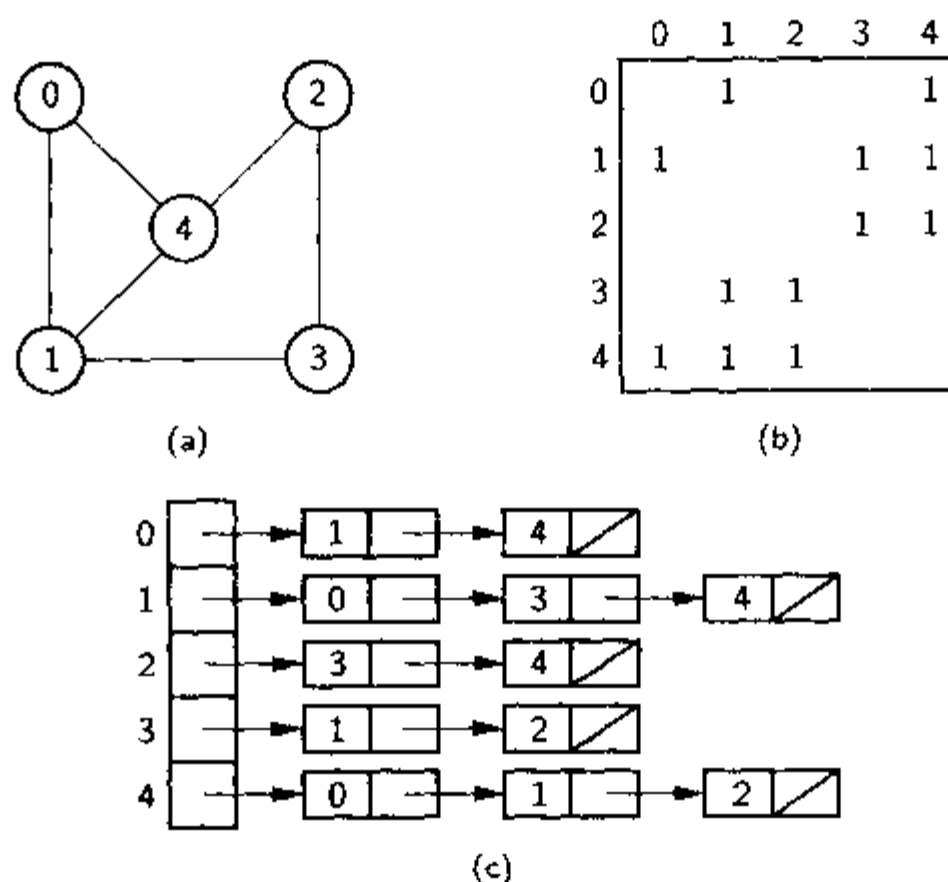 0 2
4
1 3
(a)
0 1 2 3 4
0 1 1
1 1 1 1
2 1 1
3 1 1
4 1 1 1
(b)
0 1 4
1 0 3 4
2 3 4
3 1 2
4 0 1 2
(c)